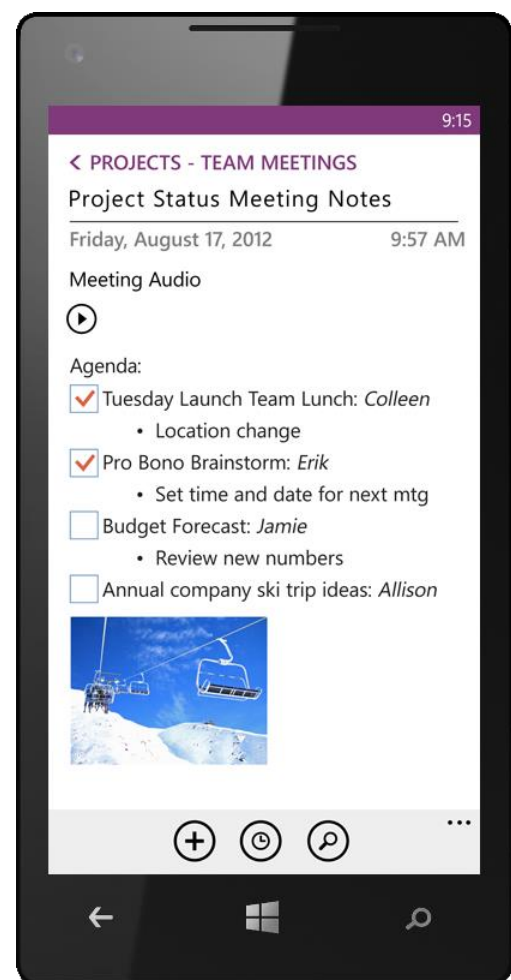 9:15
< PROJECTS - TEAM MEETINGS
Project Status Meeting Notes
Friday, August 17, 2012 9:57 AM
Meeting Audio
Agenda:
Tuesday Launch Team Lunch: Colleen
• Location change
Pro Bono Brainstorm: Erik
• Set time and date for next mtg
Budget Forecast: Jamie
• Review new numbers
Annual company ski trip ideas: Allison